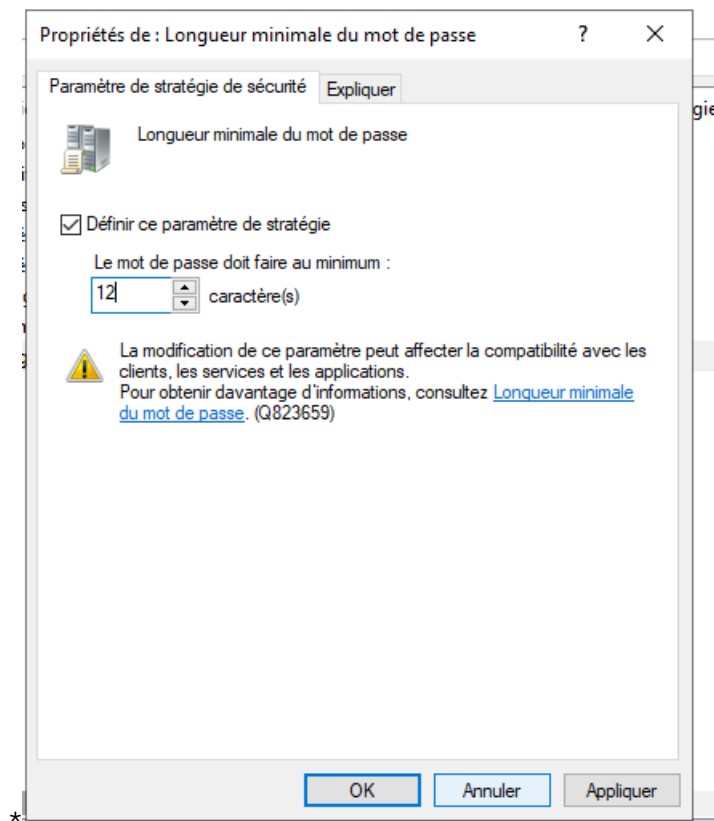 Propriétés de : Longueur minimale du mot de passe ? ×
Paramètre de stratégie de sécurité Expliquer
gie
Longueur minimale du mot de passe
Définir ce paramètre de stratégie
Le mot de passe doit faire au minimum :
12 caractère(s)
La modification de ce paramètre peut affecter la compatibilité avec les
clients, les services et les applications.
Pour obtenir davantage d'informations, consultez Longueur minimale
du mot de passe. (Q823659)
OK Annuler Appliquer
*